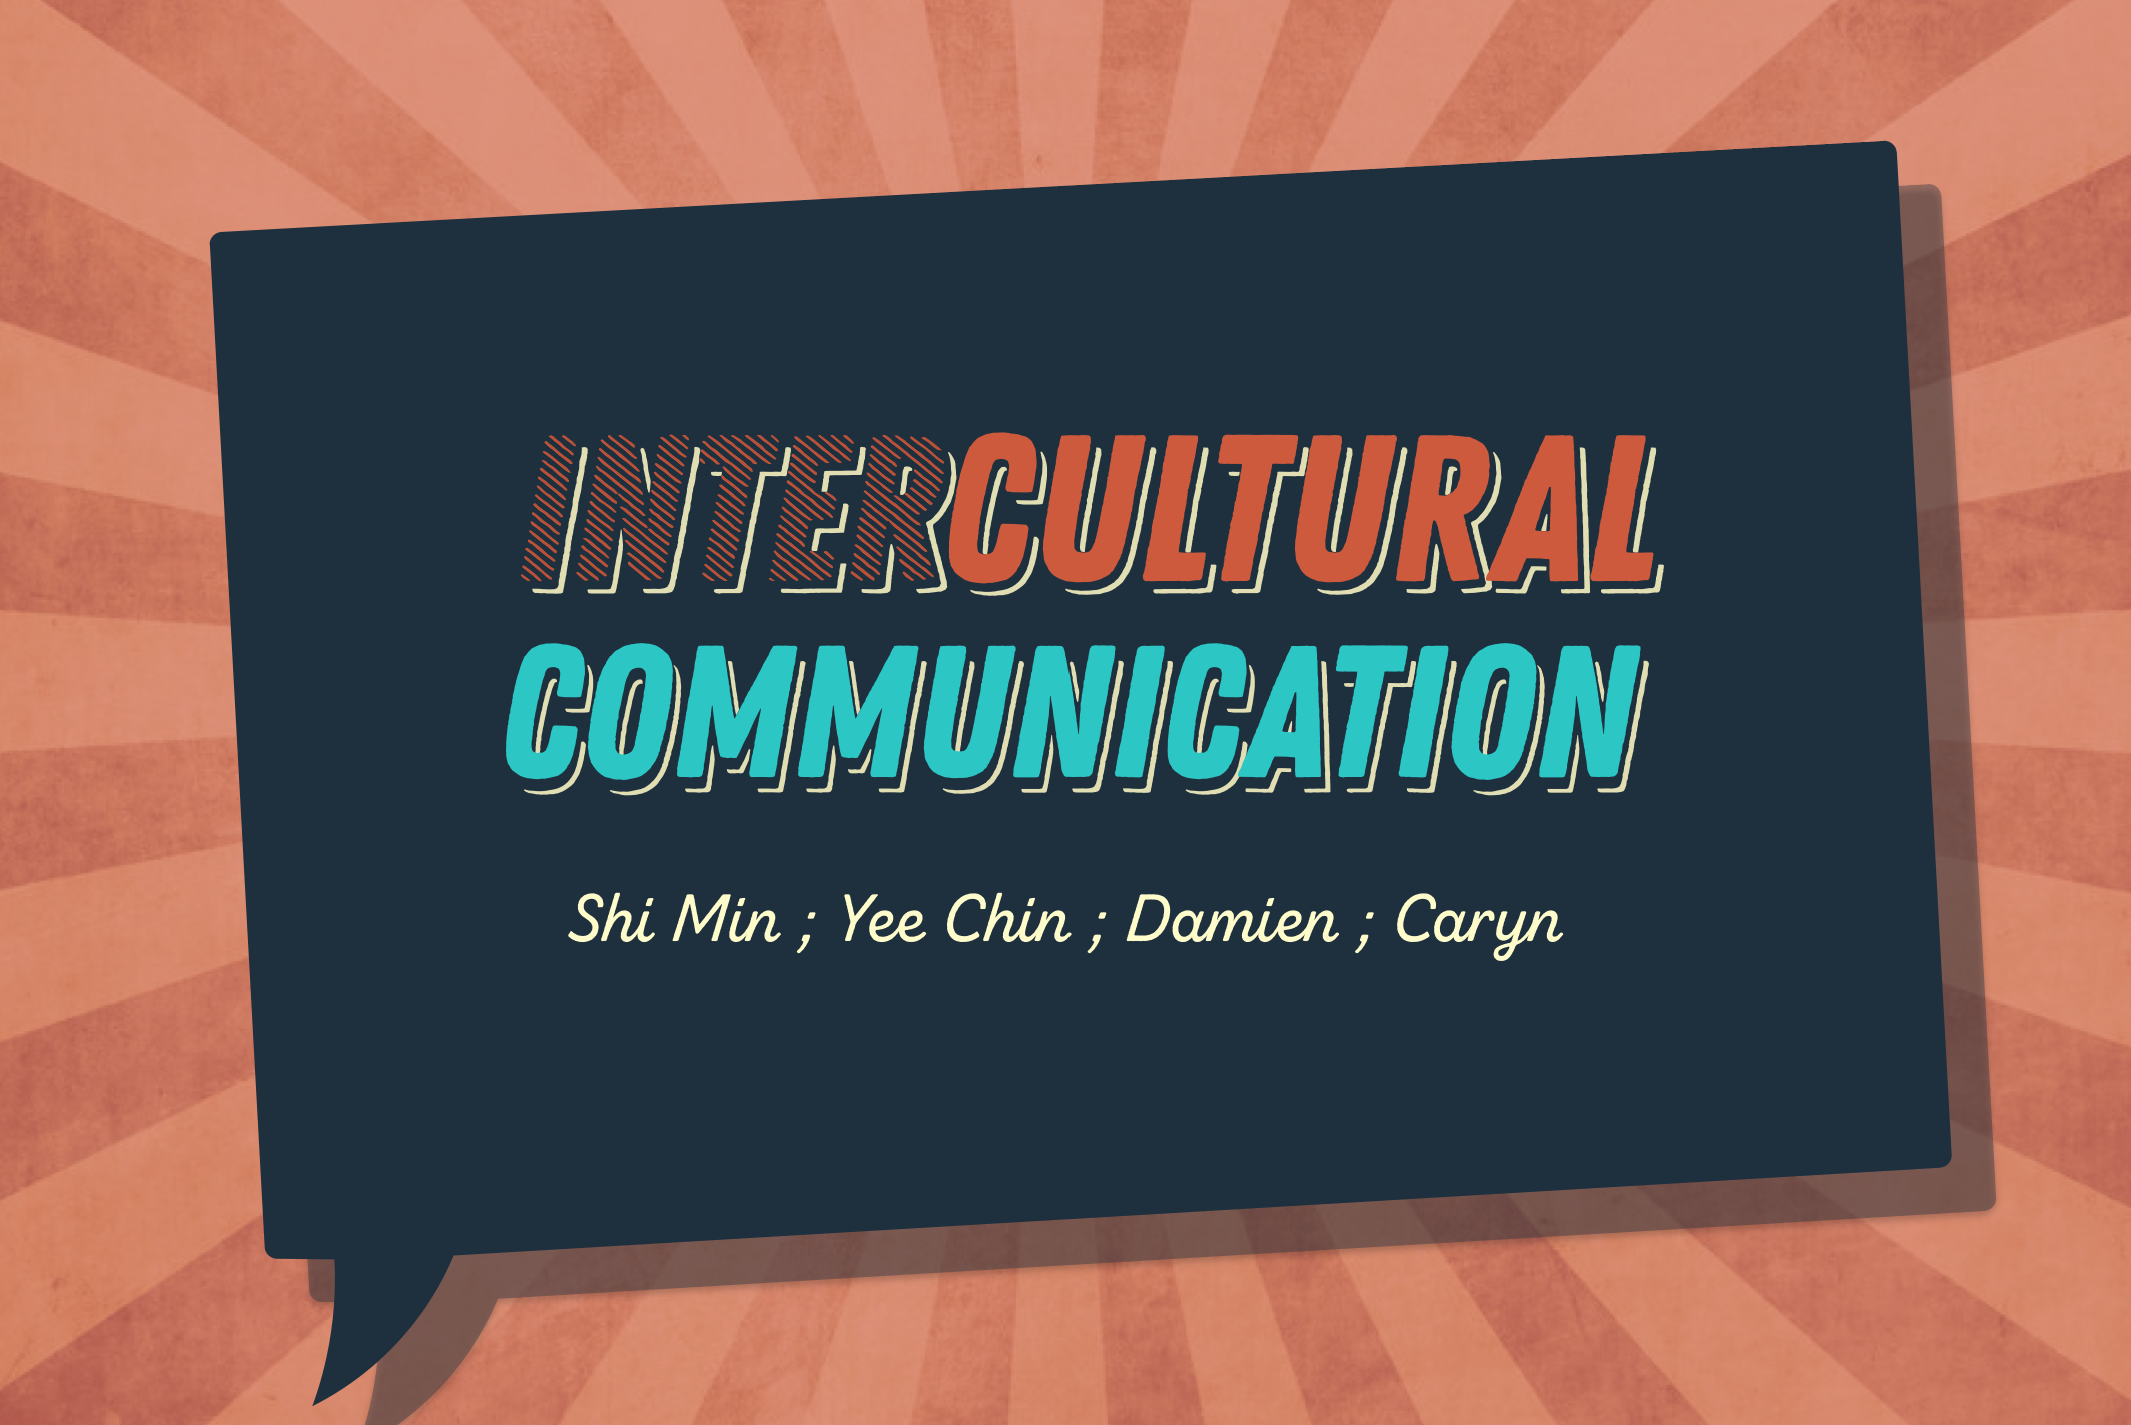 INTERCULTURAL
COMMUNICATION
Shi Min ; Yee Chin ; Damien ; Caryn